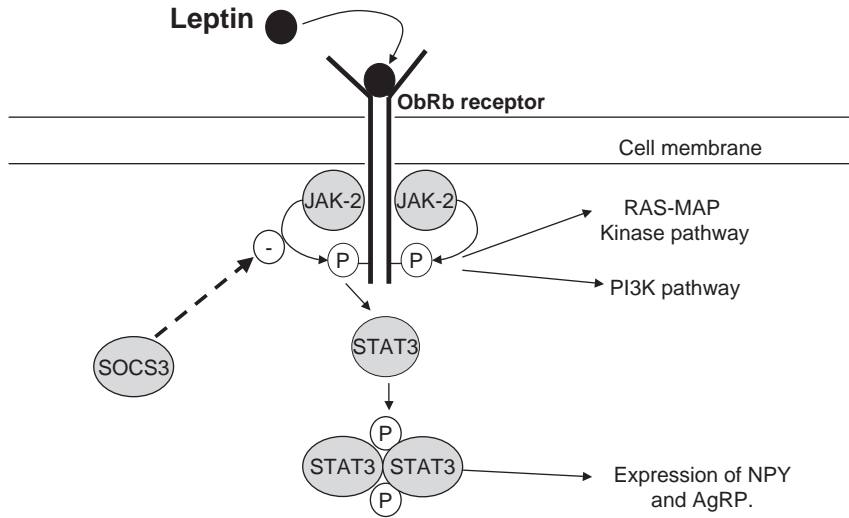 Leptin
ObRb receptor
Cell membrane
JAK-2
JAK-2
RAS-MAP
Kinase pathway
-
P
P
PI3K pathway
STAT3
SOCS3
P
STAT3
STAT3
P
Expression of NPY
and AgRP.